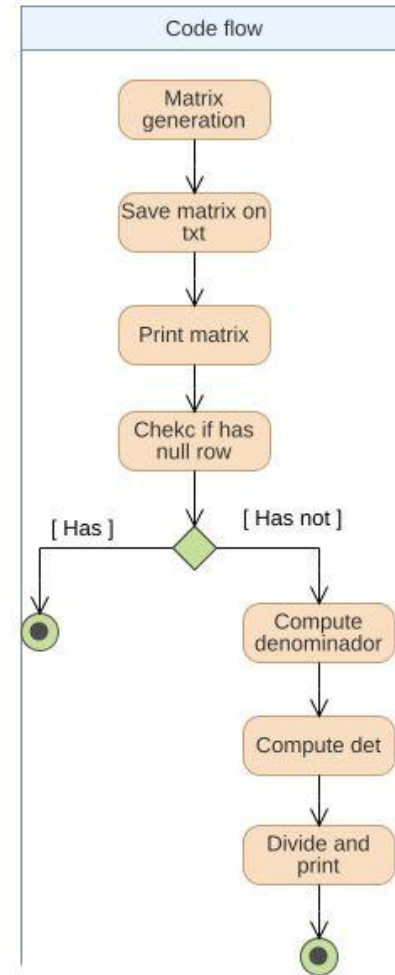 Code flow
Matrix
generation
Save matrix on
txt
Print matrix
Chekc if has
null row
[ Has ]
[ Has not ]
Compute
denominador
Compute det
Divide and
print